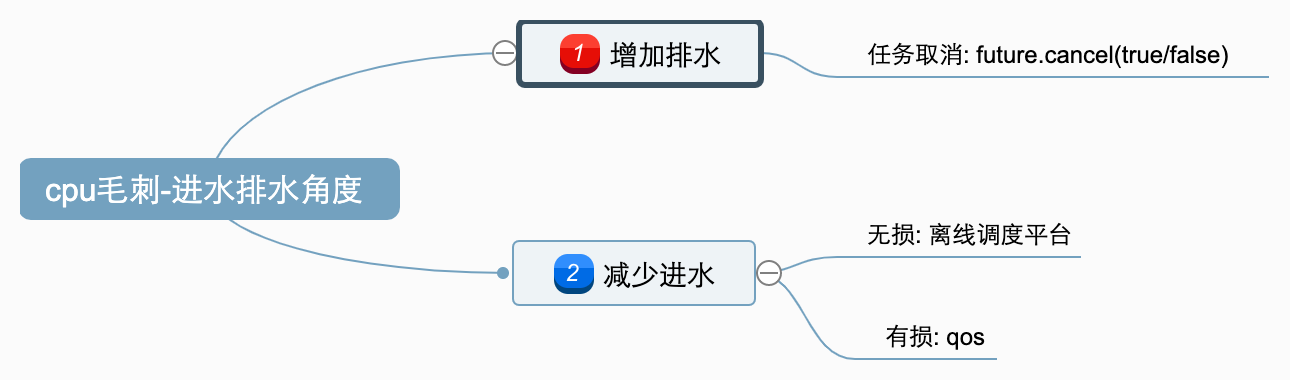 cpu毛刺-进水排水角度
1 增加排水
任务取消: future.cancel(true/false)
2 减少进水
无损: 离线调度平台
有损: qos